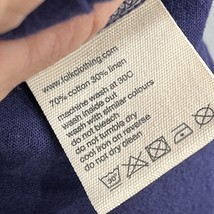 www.folkclothing.com
70% cotton 30% linen
machine wash at 30C
wash inside out
wash with similar colours
do not bleach
do not tumble dry
cool iron on reverse
do not dry clean
30°